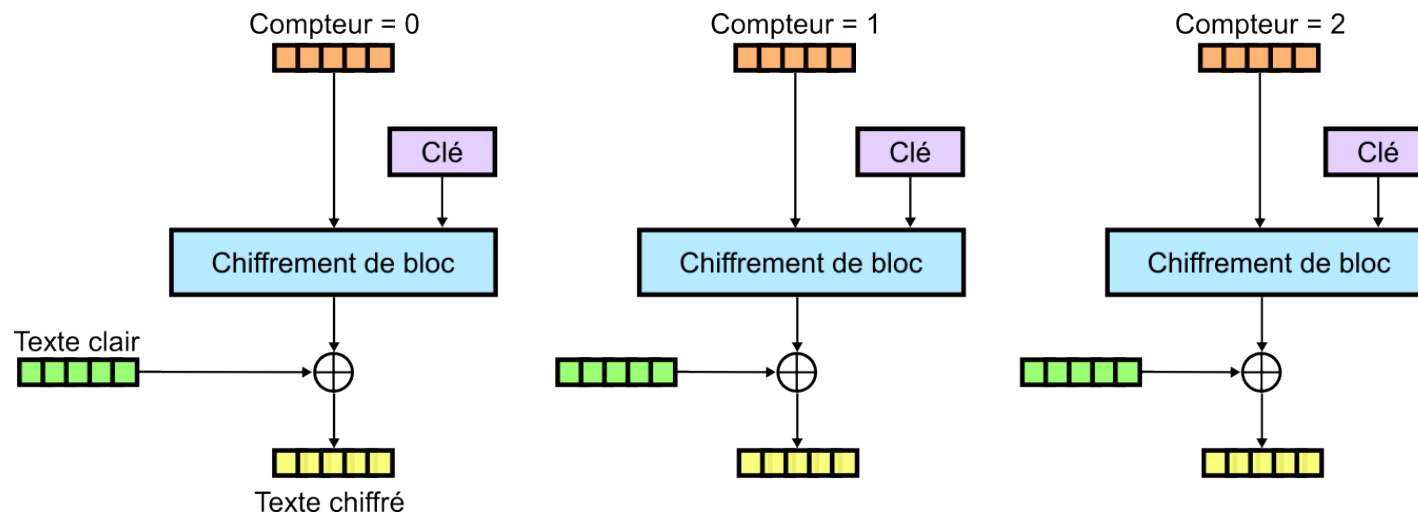 Compteur = 0
Compteur = 1
Compteur = 2
Clé
Clé
Clé
Chiffrement de bloc
Chiffrement de bloc
Chiffrement de bloc
Texte clair
Texte chiffré